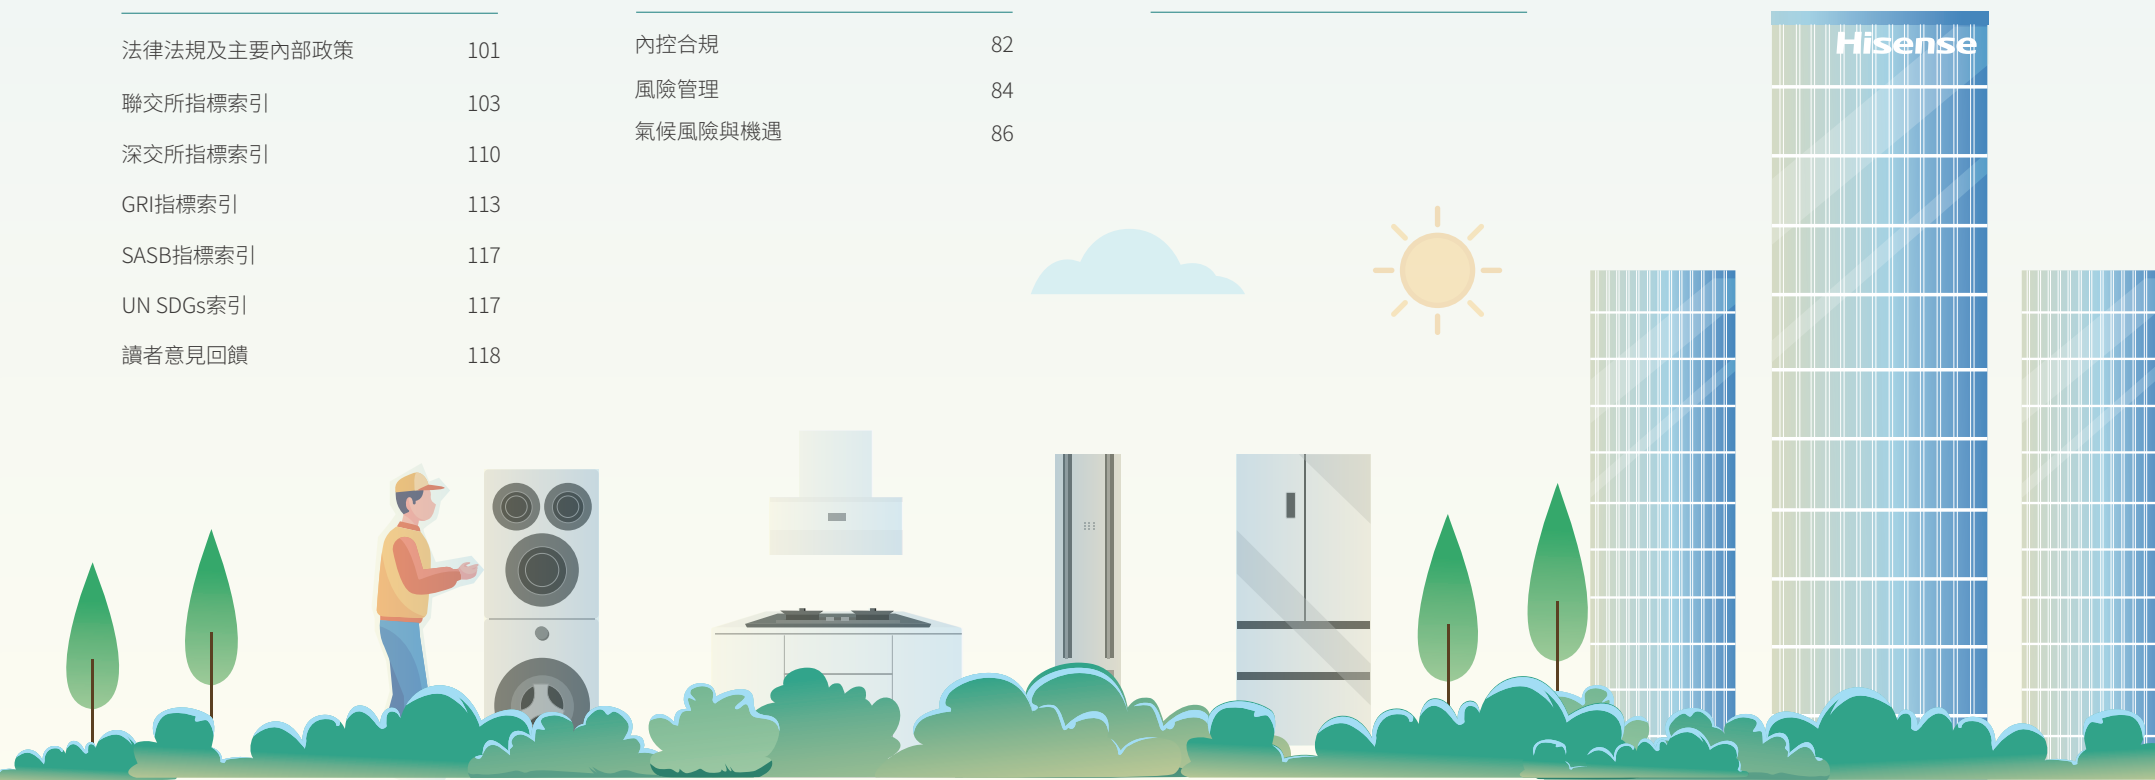 法律法規及主要內部政策 101
聯交所指標索引 103
深交所指標索引 110
GRI指標索引 113
SASB指標索引 117
UN SDGs索引 117
讀者意見回饋 118
內控合規 82
風險管理 84
氣候風險與機遇 86
Hisense